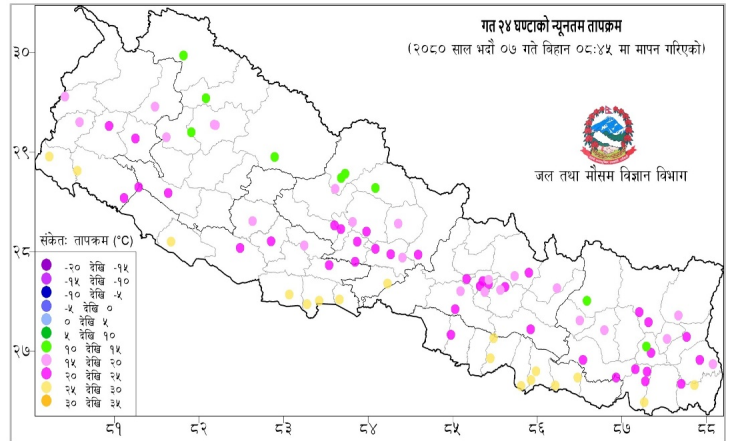 गत २४ घण्टाको न्यूनतम तापक्रम
(२०८० साल भदौ ०७ गते बिहान ०८:४५ मा मापन गरिएको)
जल तथा मौसम विज्ञान विभाग
३०
२९
२८
२७
संकेत: तापक्रम (°C)
-२० देखि -१५
-१५ देखि -१०
-१० देखि -५
-५ देखि ०
० देखि ५
५ देखि १०
१० देखि १५
१५ देखि २०
२० देखि २५
२५ देखि ३०
३० देखि ३५
८१ ८२ ८३ ८४ ८५ ८६ ८७ ८८